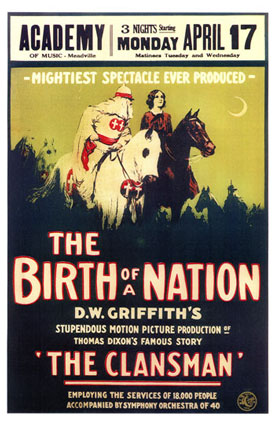 ACADEMY
OF MUSIC - Meadville
3 NIGHTS Starting
MONDAY APRIL 17
Matinees Tuesday and Wednesday
- MIGHTIEST SPECTACLE EVER PRODUCED -
THE
BIRTH OF A NATION
D.W. GRIFFITH'S
STUPENDOUS MOTION PICTURE PRODUCTION OF
THOMAS DIXON'S FAMOUS STORY
'THE CLANSMAN'
EMPLOYING THE SERVICES OF 18,000 PEOPLE
ACCOMPANIED BY SYMPHONY ORCHESTRA OF 40